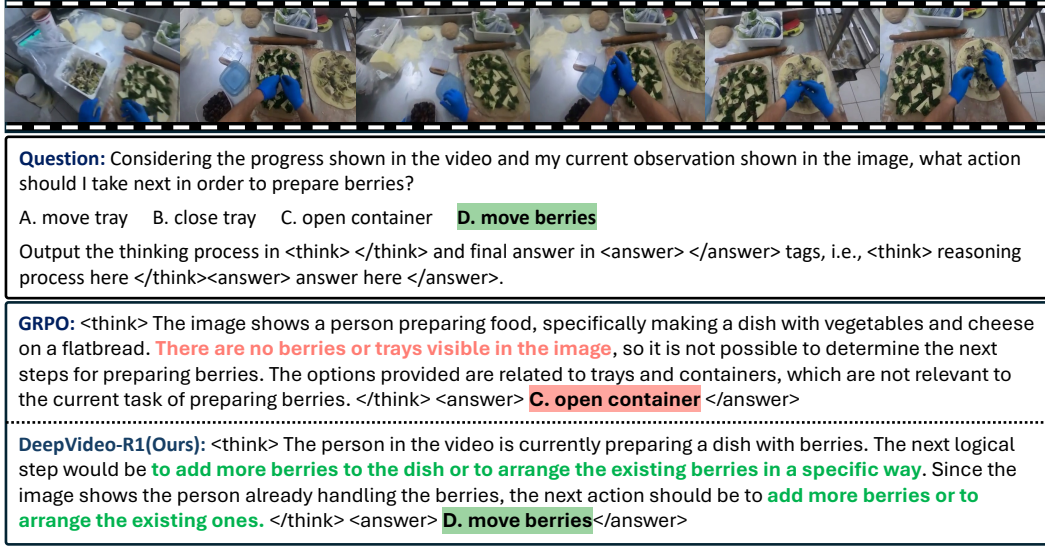 Question: Considering the progress shown in the video and my current observation shown in the image, what action
should I take next in order to prepare berries?
A. move tray B. close tray C. open container D. move berries
Output the thinking process in <think> </think> and final answer in <answer> </answer> tags, i.e., <think> reasoning
process here </think><answer> answer here </answer>.
GRPO: <think> The image shows a person preparing food, specifically making a dish with vegetables and cheese
on a flatbread. There are no berries or trays visible in the image, so it is not possible to determine the next
steps for preparing berries. The options provided are related to trays and containers, which are not relevant to
the current task of preparing berries. </think> <answer> C. open container </answer>
DeepVideo-R1(Ours): <think> The person in the video is currently preparing a dish with berries. The next logical
step would be to add more berries to the dish or to arrange the existing berries in a specific way. Since the
image shows the person already handling the berries, the next action should be to add more berries or to
arrange the existing ones. </think> <answer> D. move berries</answer>